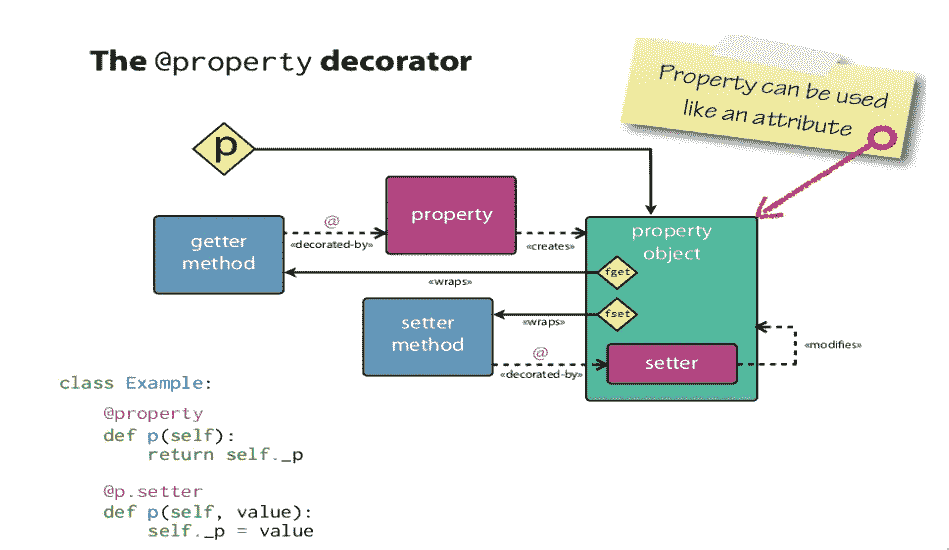 The @property decorator
Property can be used
like an attribute
p
getter
method
@
«decorated-by»
property
«creates»
property
object
fget
«wraps»
fset
«wraps»
setter
method
@
«decorated-by»
setter
«modifies»
class Example:
@property
def p(self):
return self._p
@p.setter
def p(self, value):
self._p = value